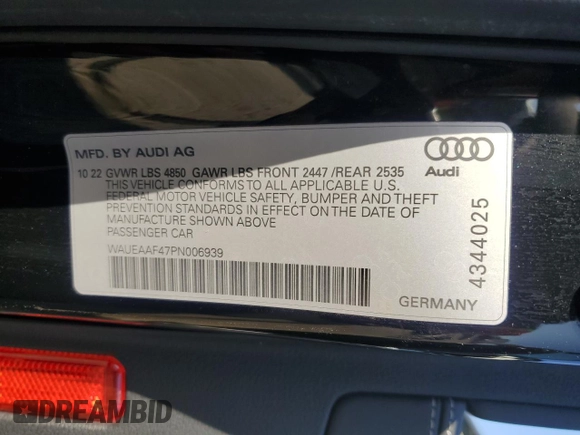 MFD. BY AUDI AG
Audi
10 22 GVWR LBS 4850 GAWR LBS FRONT 2447 /REAR 2535
THIS VEHICLE CONFORMS TO ALL APPLICABLE U.S.
FEDERAL MOTOR VEHICLE SAFETY, BUMPER AND THEFT
PREVENTION STANDARDS IN EFFECT ON THE DATE OF
MANUFACTURE SHOWN ABOVE
PASSENGER CAR
WAUEAAF47PN006939
4344025
GERMANY
DREAMBID